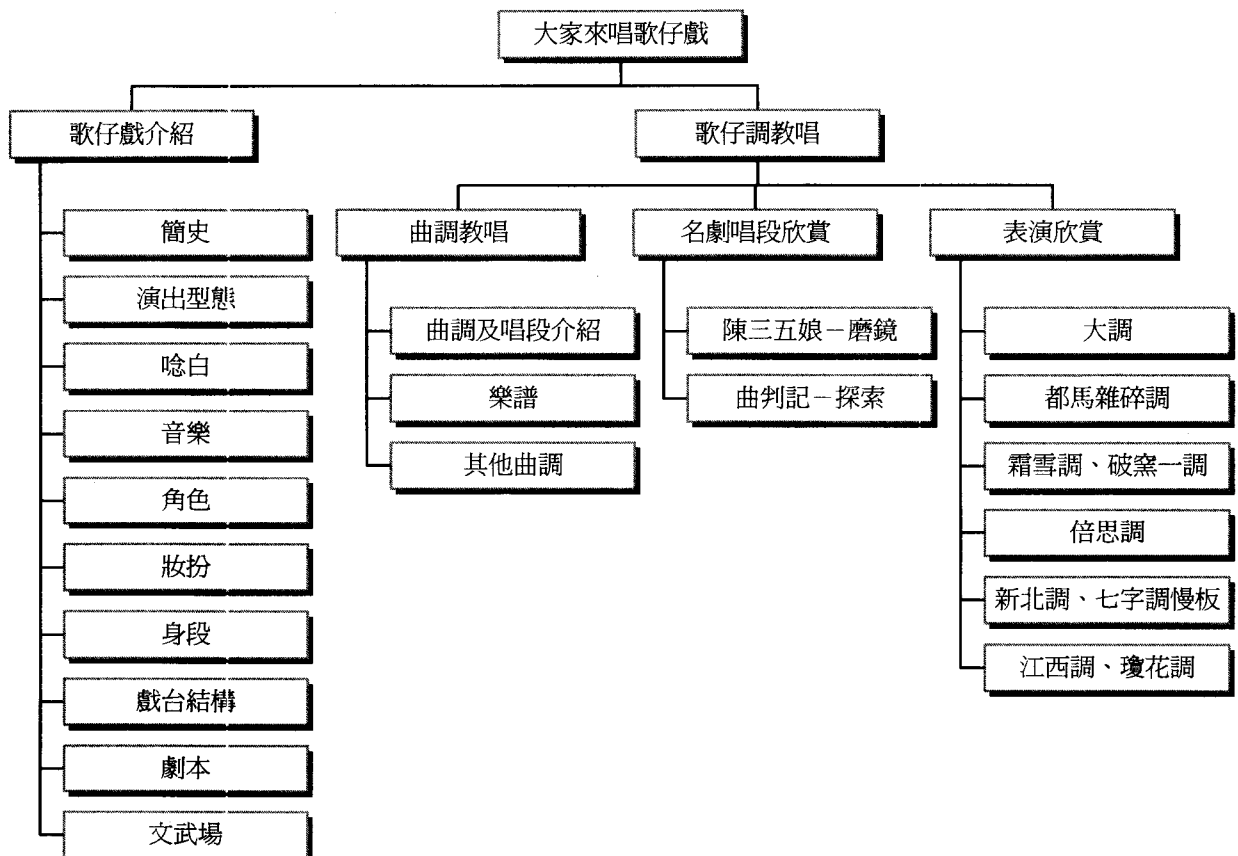 大家來唱歌仔戲
歌仔戲介紹
歌仔調教唱
簡史
演出型態
唸白
音樂
角色
妝扮
身段
戲台結構
劇本
文武場
曲調教唱
曲調及唱段介紹
樂譜
其他曲調
名劇唱段欣賞
陳三五娘－磨鏡
曲判記－探索
表演欣賞
大調
都馬雜碎調
霜雪調、破窯一調
倍思調
新北調、七字調慢板
江西調、瓊花調